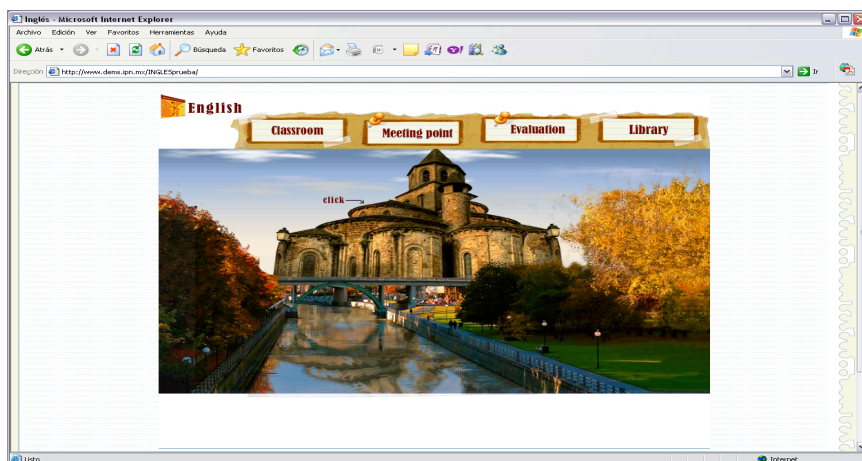 Inglés - Microsoft Internet Explorer
Archivo Edición Ver Favoritos Herramientas Ayuda
Atrás Búsqueda Favoritos
Dirección http://www.dems.ipn.mx/INGLESprueba/ Ir
English
Classroom Meeting point Evaluation Library
click
Listo Internet